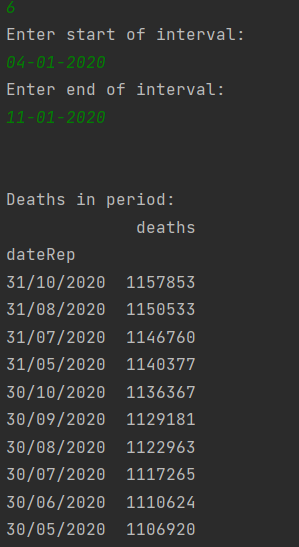 6
Enter start of interval:
04-01-2020
Enter end of interval:
11-01-2020
Deaths in period:
deaths
dateRep
31/10/2020 1157853
31/08/2020 1150533
31/07/2020 1146760
31/05/2020 1140377
30/10/2020 1136367
30/09/2020 1129181
30/08/2020 1122963
30/07/2020 1117265
30/06/2020 1110624
30/05/2020 1106920